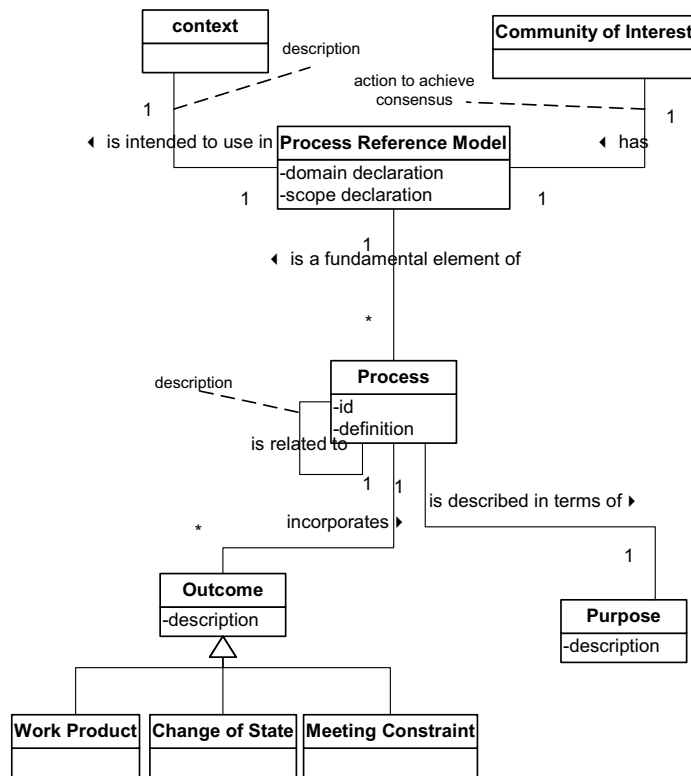 context
description
Community of Interest
action to achieve
consensus
1
1
◄ is intended to use in
Process Reference Model
◄ has
-domain declaration
-scope declaration
1
1
1
◄ is a fundamental element of
*
Process
description
-id
-definition
is related to
1
1
is described in terms of ►
incorporates ►
*
1
Outcome
-description
Purpose
-description
Work Product
Change of State
Meeting Constraint